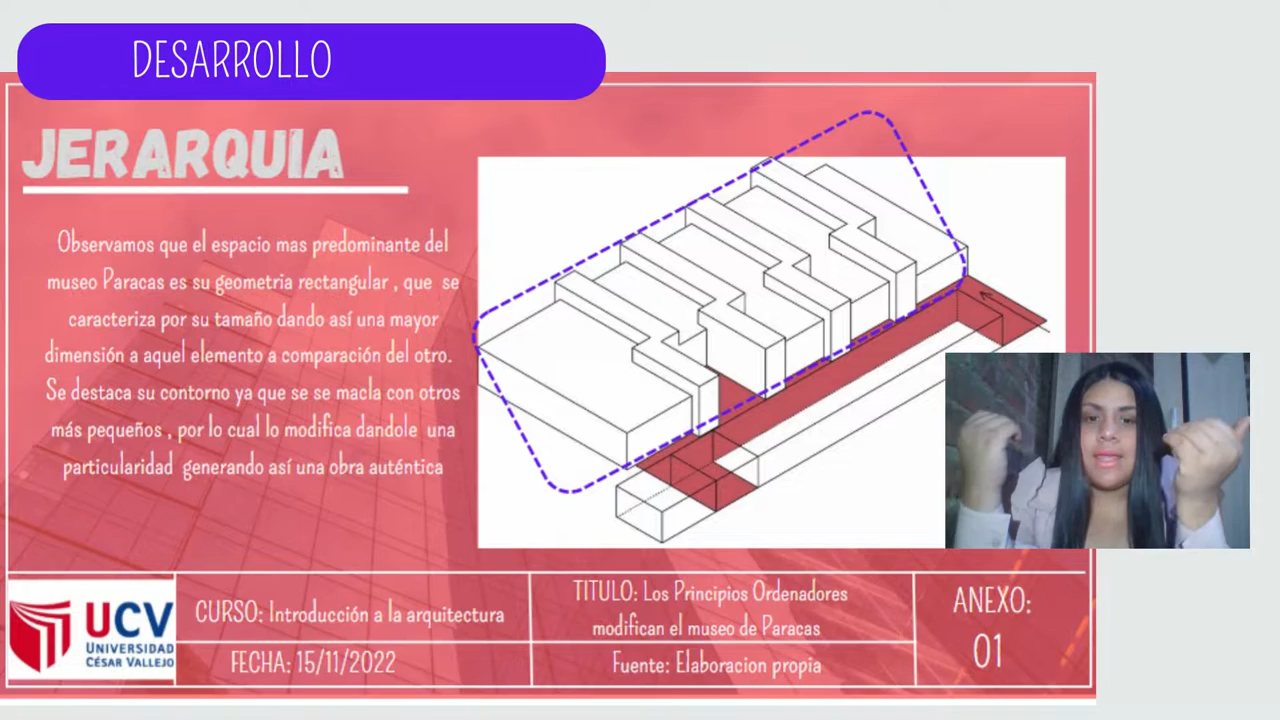 DESARROLLO
JERARQUIA
Observamos que el espacio mas predominante del
museo Paracas es su geometria rectangular , que se
caracteriza por su tamaño dando así una mayor
dimensión a aquel elemento a comparación del otro.
Se destaca su contorno ya que se se macla con otros
más pequeños , por lo cual lo modifica dandole una
particularidad generando así una obra auténtica
UCV
UNIVERSIDAD
CÉSAR VALLEJO
CURSO: Introducción a la arquitectura
FECHA: 15/11/2022
TITULO: Los Principios Ordenadores
modifican el museo de Paracas
Fuente: Elaboracion propia
ANEXO:
01